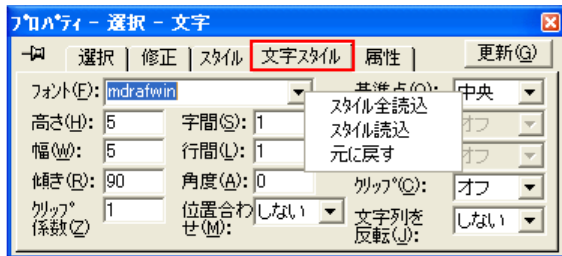 プロパティ - 選択 - 文字
選択 修正 スタイル 文字スタイル 属性 更新(G)
フォント(F): mdrafwin 基準点(O): 中央
スタイル全読込
高さ(H): 5 字間(S): 1 オフ
スタイル読込
幅(W): 5 行間(L): 1 オフ
元に戻す
傾き(R): 90 角度(A): 0 クリップ(C): オフ
クリップ係数(Z) 1 位置合わせ(M): しない 文字列を反転(J): しない